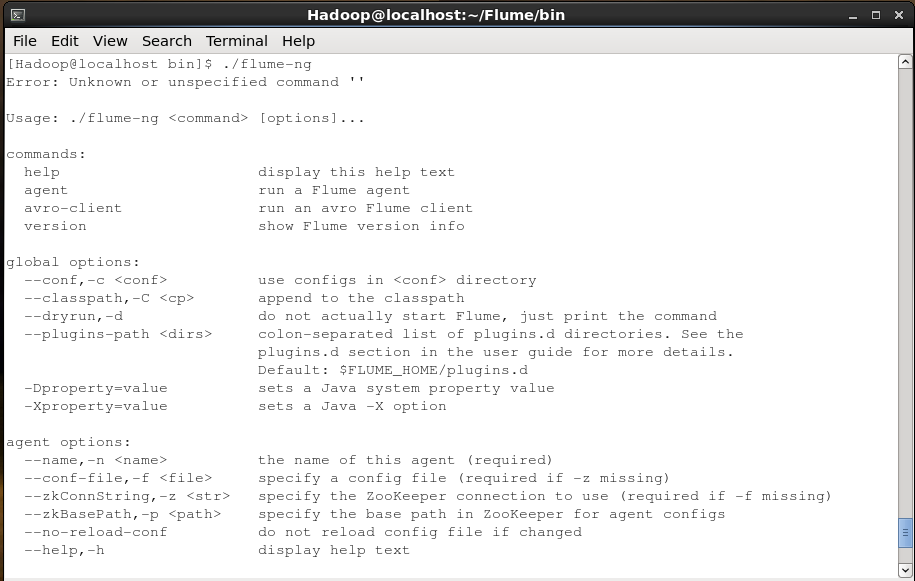 Hadoop@localhost:~/Flume/bin
File Edit View Search Terminal Help
[Hadoop@localhost bin]$ ./flume-ng
Error: Unknown or unspecified command ''
Usage: ./flume-ng <command> [options]...
commands:
help display this help text
agent run a Flume agent
avro-client run an avro Flume client
version show Flume version info
global options:
--conf,-c <conf> use configs in <conf> directory
--classpath,-C <cp> append to the classpath
--dryrun,-d do not actually start Flume, just print the command
--plugins-path <dirs> colon-separated list of plugins.d directories. See the
plugins.d section in the user guide for more details.
Default: $FLUME_HOME/plugins.d
-Dproperty=value sets a Java system property value
-Xproperty=value sets a Java -X option
agent options:
--name,-n <name> the name of this agent (required)
--conf-file,-f <file> specify a config file (required if -z missing)
--zkConnString,-z <str> specify the ZooKeeper connection to use (required if -f missing)
--zkBasePath,-p <path> specify the base path in ZooKeeper for agent configs
--no-reload-conf do not reload config file if changed
--help,-h display help text